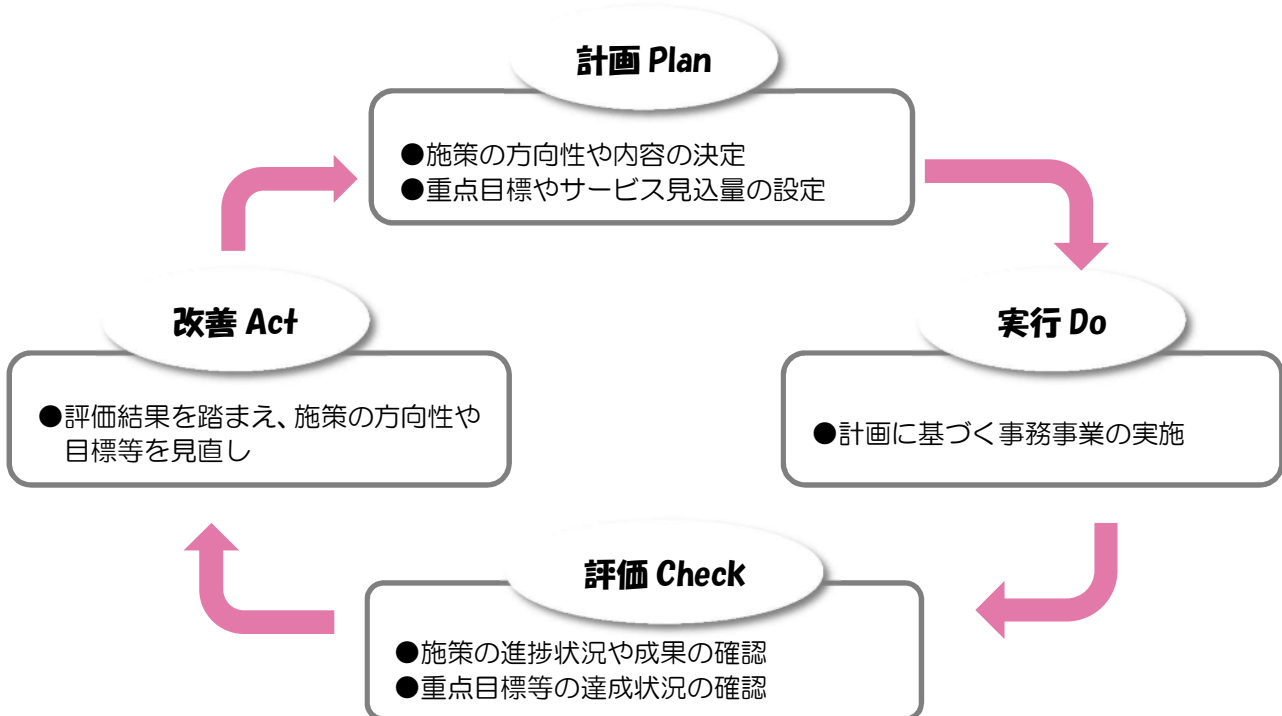 計画 Plan
●施策の方向性や内容の決定
●重点目標やサービス見込量の設定
実行 Do
●計画に基づく事務事業の実施
評価 Check
●施策の進捗状況や成果の確認
●重点目標等の達成状況の確認
改善 Act
●評価結果を踏まえ、施策の方向性や
目標等を見直し